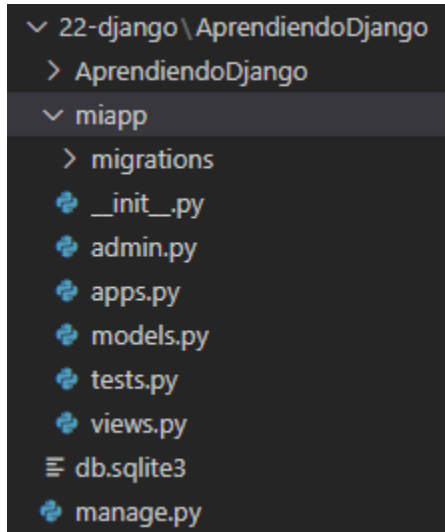 22-django\AprendiendoDjango
AprendiendoDjango
miapp
migrations
__init__.py
admin.py
apps.py
models.py
tests.py
views.py
db.sqlite3
manage.py